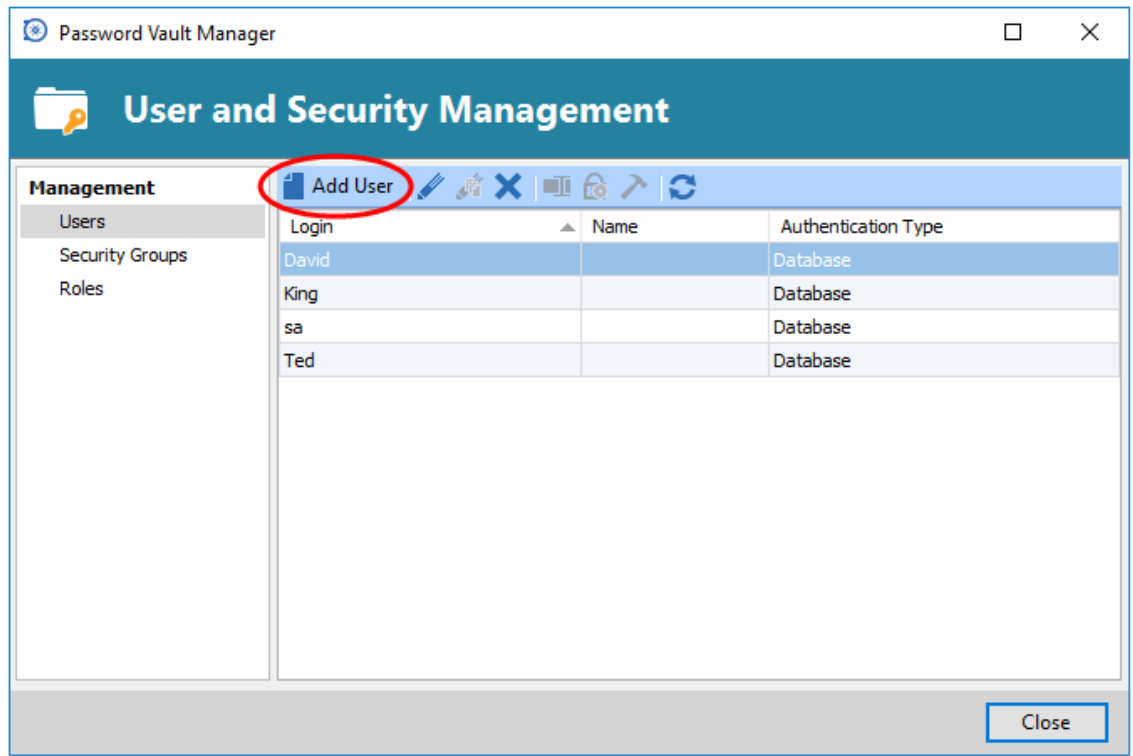 Password Vault Manager
User and Security Management
Management
Users
Security Groups
Roles
Add User
Login Name Authentication Type
David Database
King Database
sa Database
Ted Database
Close